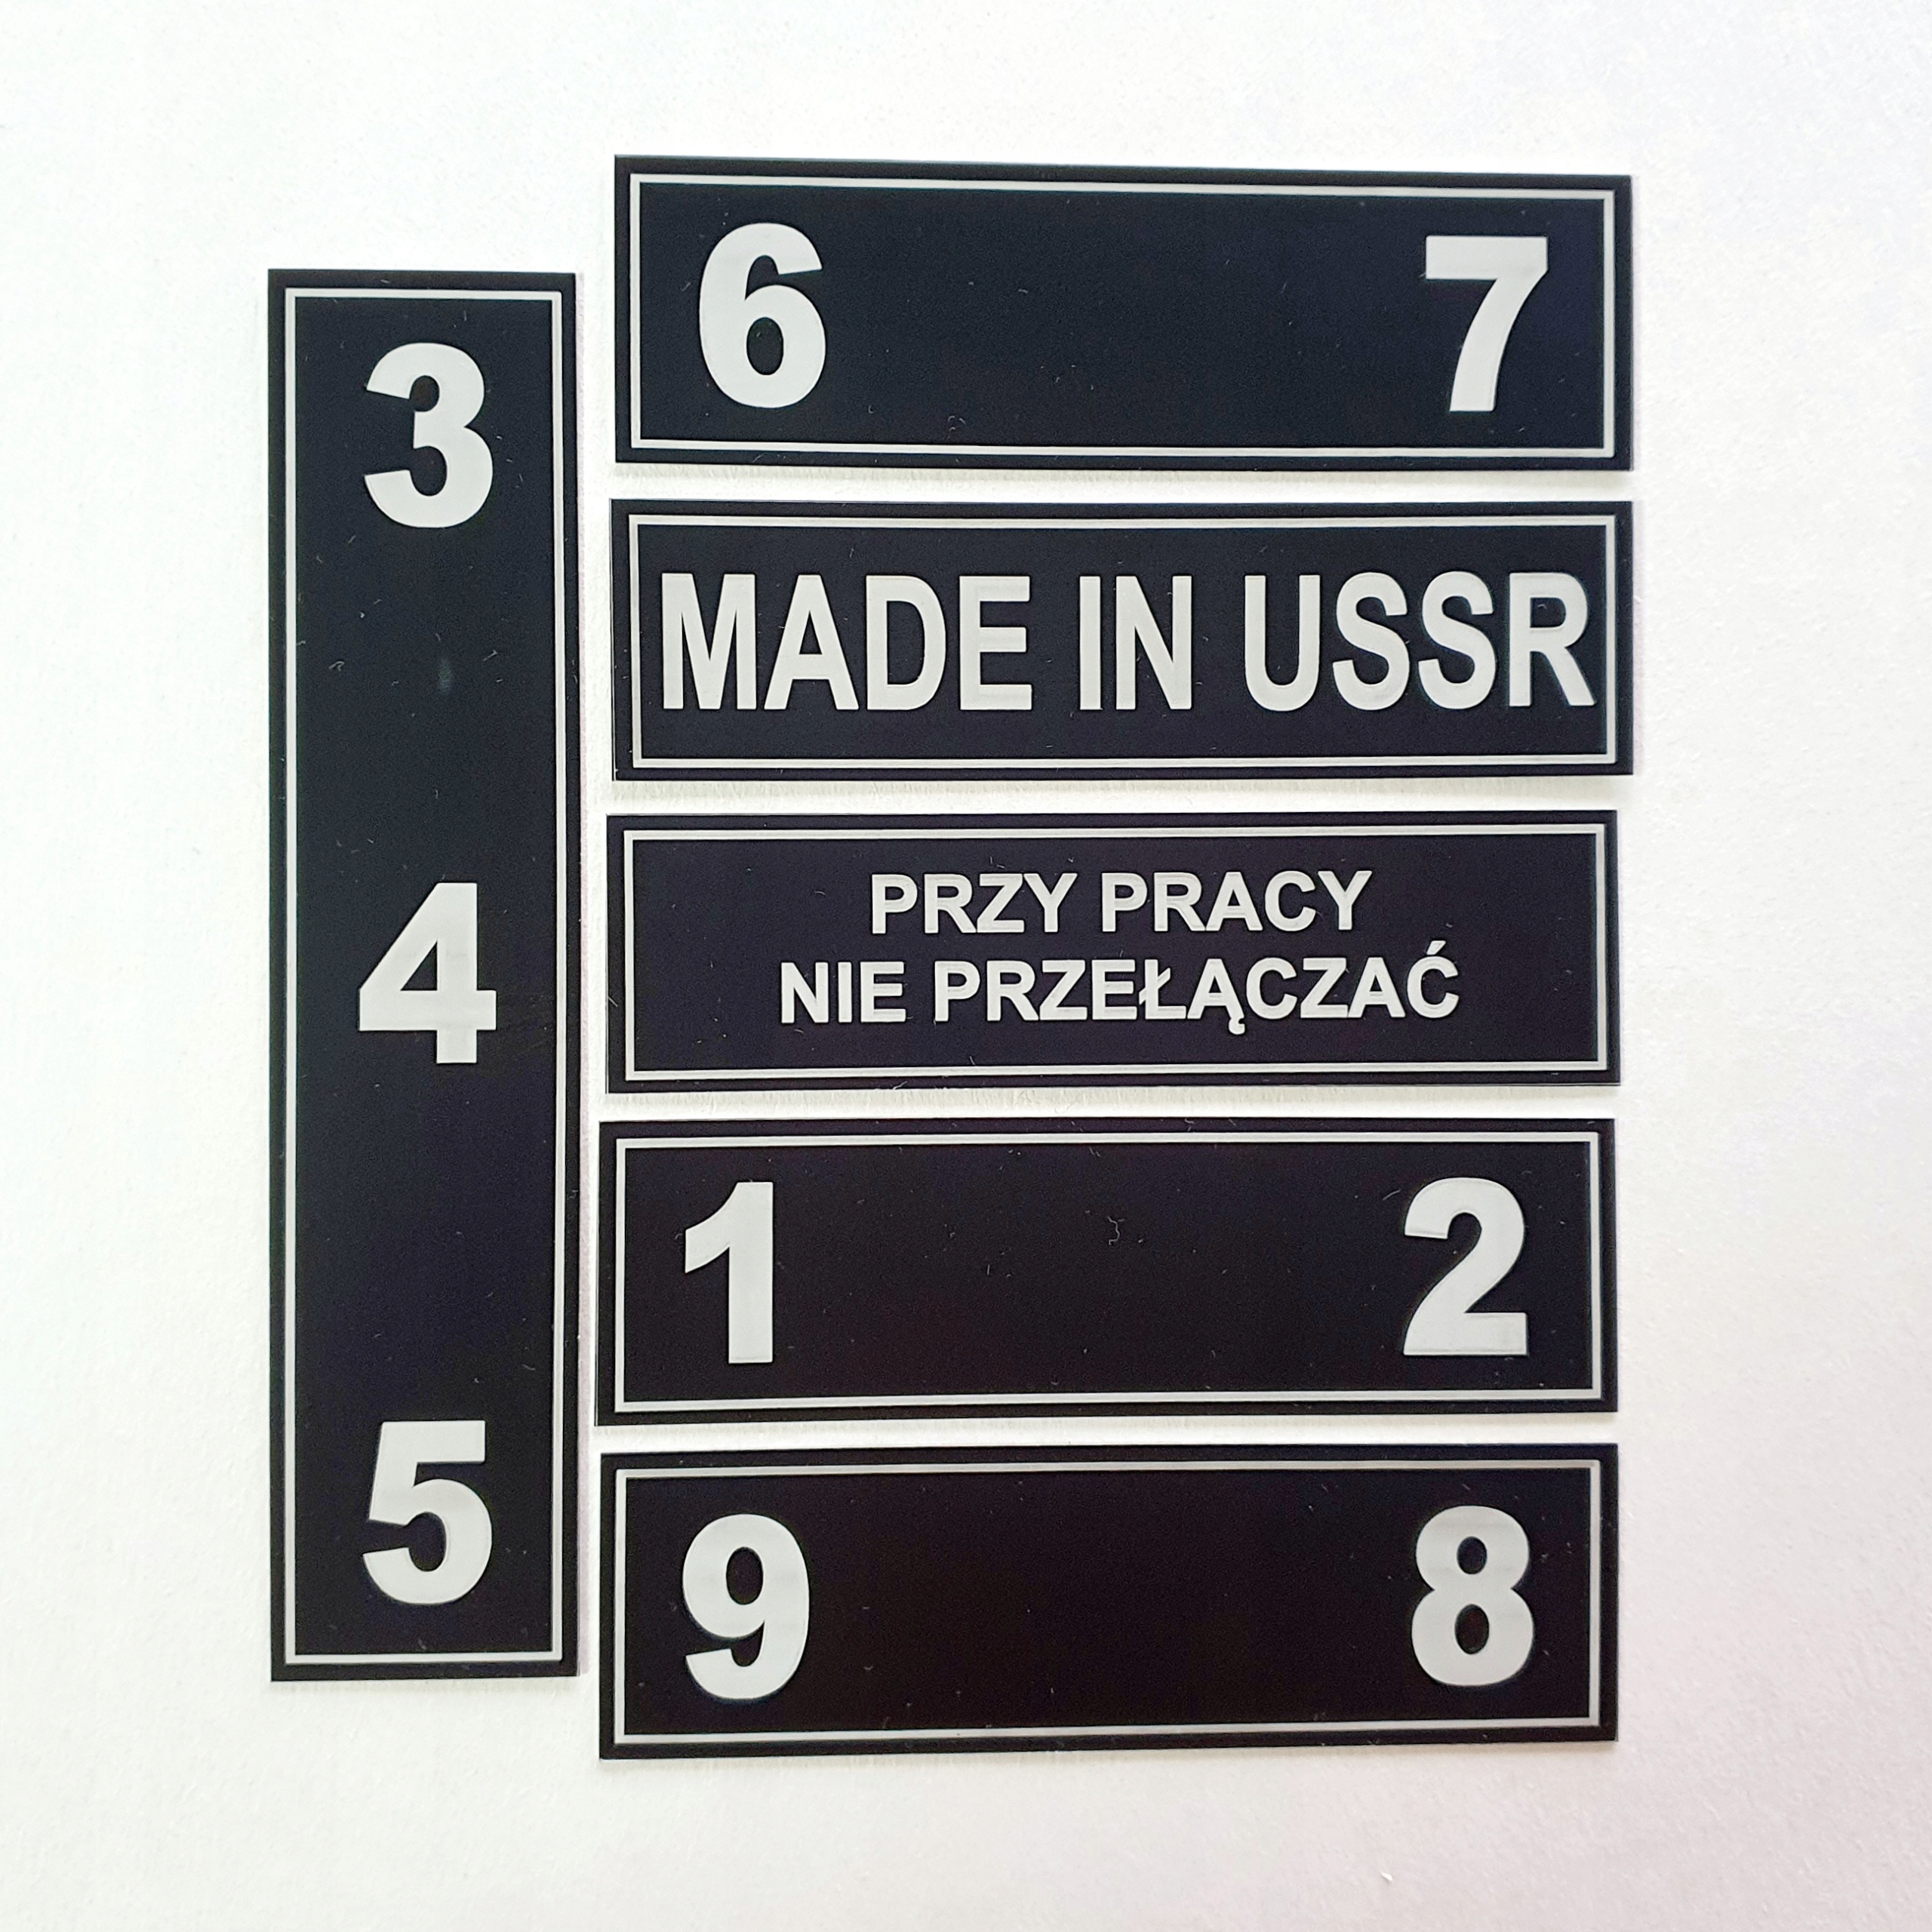 3
4
5
6 7
MADE IN USSR
PRZY PRACY
NIE PRZEŁĄCZAĆ
1 2
9 8